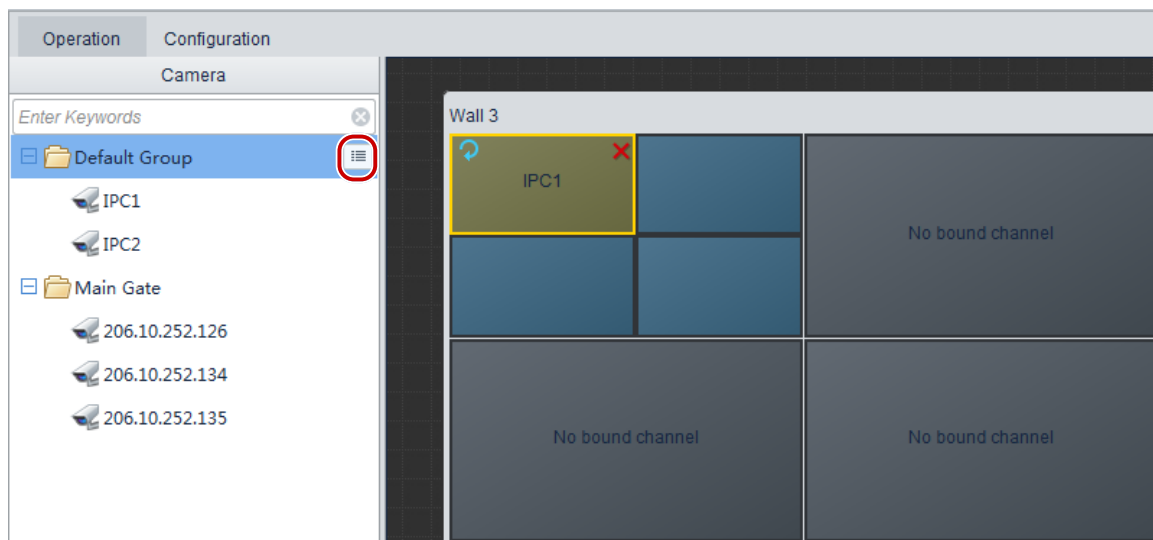 Operation Configuration
Camera
Enter Keywords
Default Group
IPC1
IPC2
Main Gate
206.10.252.126
206.10.252.134
206.10.252.135
Wall 3
IPC1
No bound channel
No bound channel
No bound channel